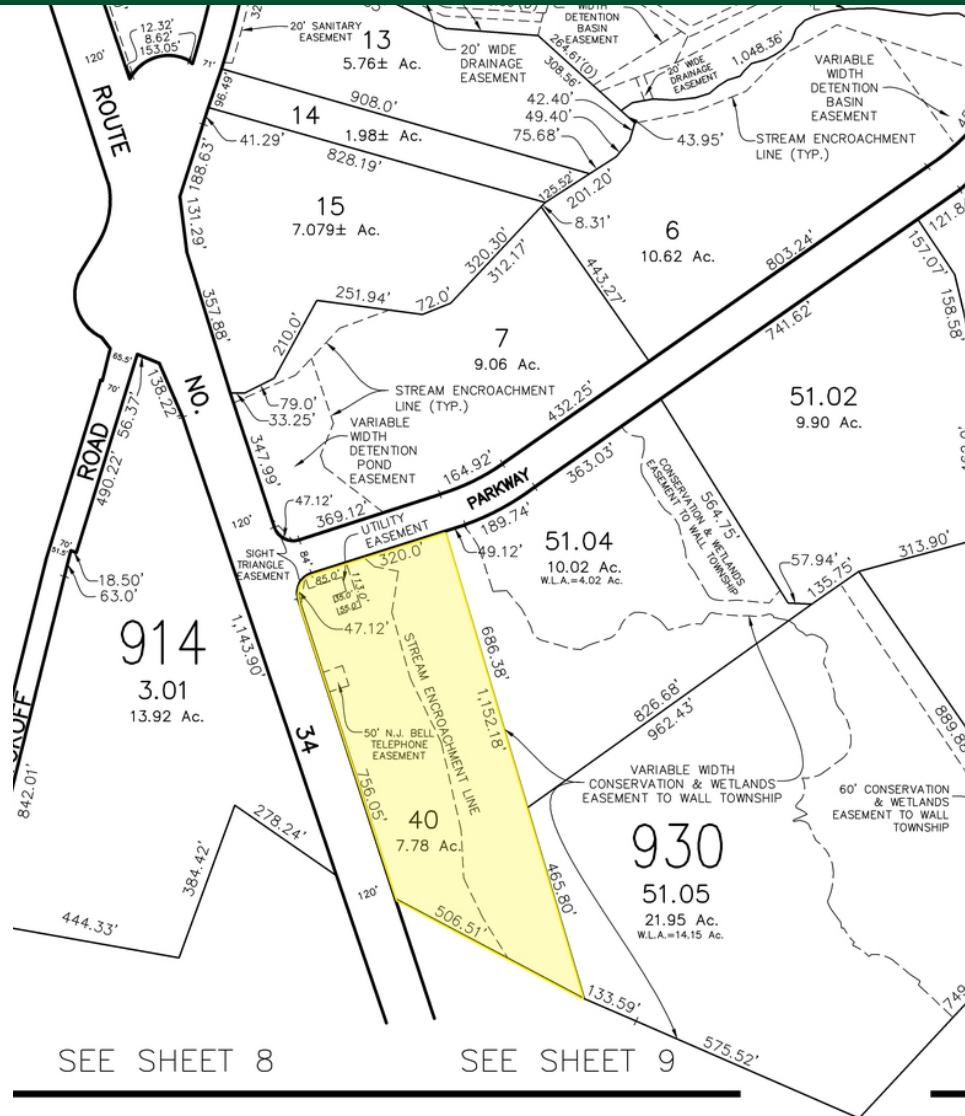 12.32'
8.62'
153.05'
120'
71'
20' SANITARY
EASEMENT
13
5.76± Ac.
20' WIDE
DRAINAGE
EASEMENT
WIDTH
DETENTION
BASIN
EASEMENT
264.61'(D)
308.56'
20' WIDE
DRAINAGE
EASEMENT
1,048.36'
VARIABLE
WIDTH
DETENTION
BASIN
EASEMENT
ROUTE
96.49'
908.0'
14
1.98± Ac.
42.40'
49.40'
75.68'
43.95'
STREAM ENCROACHMENT
LINE (TYP.)
41.29'
828.19'
188.63'
131.29'
15
7.079± Ac.
125.52'
201.20'
8.31'
6
10.62 Ac.
320.30'
312.17'
443.27'
803.24'
121.84
157.07'
158.58'
357.88'
251.94'
72.0'
210.0'
7
9.06 Ac.
741.62'
65.5'
70'
138.22'
56.37'
NO.
79.0'
33.25'
STREAM ENCROACHMENT
LINE (TYP.)
432.25'
51.02
9.90 Ac.
ROAD
490.22'
347.99'
VARIABLE
WIDTH
DETENTION
POND
EASEMENT
164.92'
363.03'
PARKWAY
CONSERVATION & WETLANDS
EASEMENT TO WALL TOWNSHIP
564.75'
120'
47.12'
369.12'
UTILITY
EASEMENT
189.74'
70'
51.5'
SIGHT
TRIANGLE
EASEMENT
84'
320.0'
49.12'
51.04
10.02 Ac.
W.L.A.=4.02 Ac.
57.94'
135.75'
313.90'
18.50'
63.0'
85.0'
113.0'
35.0'
55.0'
47.12'
914
3.01
13.92 Ac.
1,143.90'
STREAM ENCROACHMENT LINE
686.38'
1,152.18'
34
50' N.J. BELL
TELEPHONE
EASEMENT
826.68'
962.43'
889.88
842.01'
756.05'
VARIABLE WIDTH
CONSERVATION & WETLANDS
EASEMENT TO WALL TOWNSHIP
60' CONSERVATION
& WETLANDS
EASEMENT TO WALL
TOWNSHIP
278.24'
384.42'
40
7.78 Ac.
930
51.05
21.95 Ac.
W.L.A.=14.15 Ac.
465.80'
120'
444.33'
506.51'
133.59'
749
575.52'
SEE SHEET 8
SEE SHEET 9